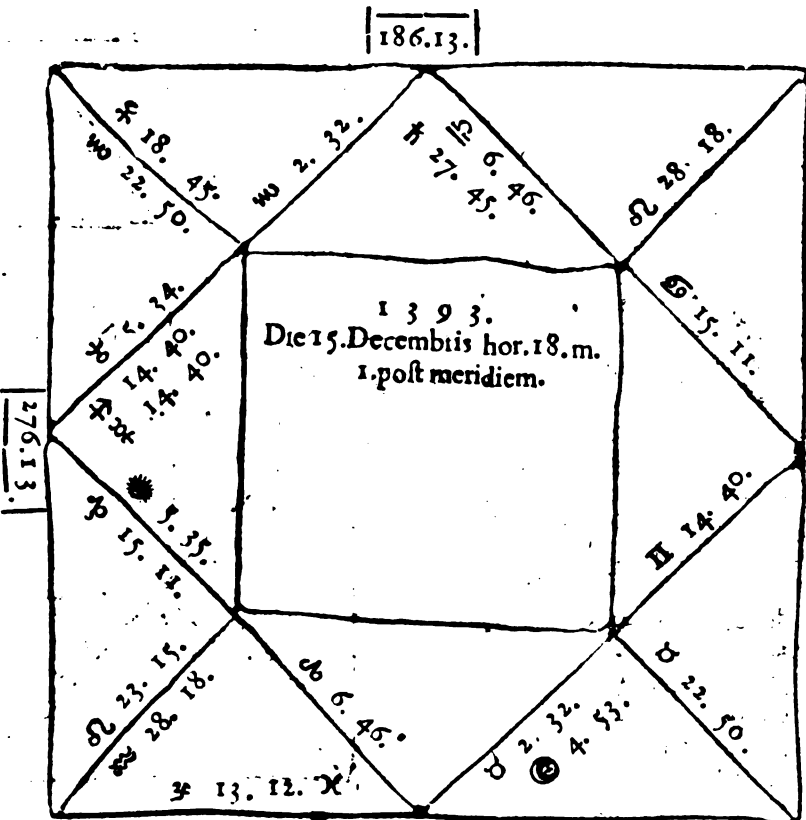 186.13.
♀ 18. 45.
♏ 22. 50.
♏ 2. 32.
♎ 6. 46.
♄ 27. 45.
♌ 28. 18.
♋ 15. 11.
5. 34.
♐ 14. 40.
14. 40.
276.13.
1393.
Die 15. Decembris hor. 18. m.
1. post meridiem.
☉ 5. 35.
♑ 15. 11.
♊ 14. 40.
☊ 23. 15.
♒ 28. 18.
♈ 6. 46.
♉ 22. 50.
♉ 2. 32.
4. 53.
♃ 13. 12. ♓